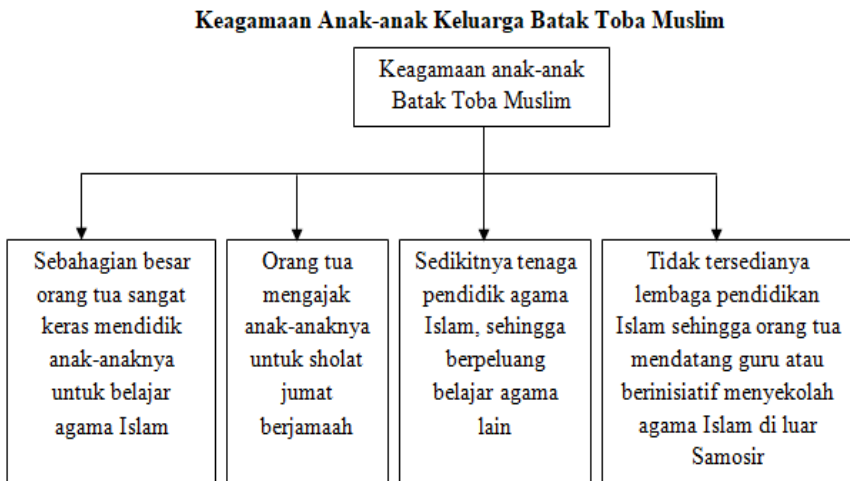 Keagamaan Anak-anak Keluarga Batak Toba Muslim
Keagamaan anak-anak
Batak Toba Muslim
Sebahagian besar
orang tua sangat
keras mendidik
anak-anaknya
untuk belajar
agama Islam
Orang tua
mengajak
anak-anaknya
untuk sholat
jumat
berjamaah
Sedikitnya tenaga
pendidik agama
Islam, sehingga
berpeluang
belajar agama
lain
Tidak tersedianya
lembaga pendidikan
Islam sehingga orang tua
mendatang guru atau
berinisiatif menyekolah
agama Islam di luar
Samosir